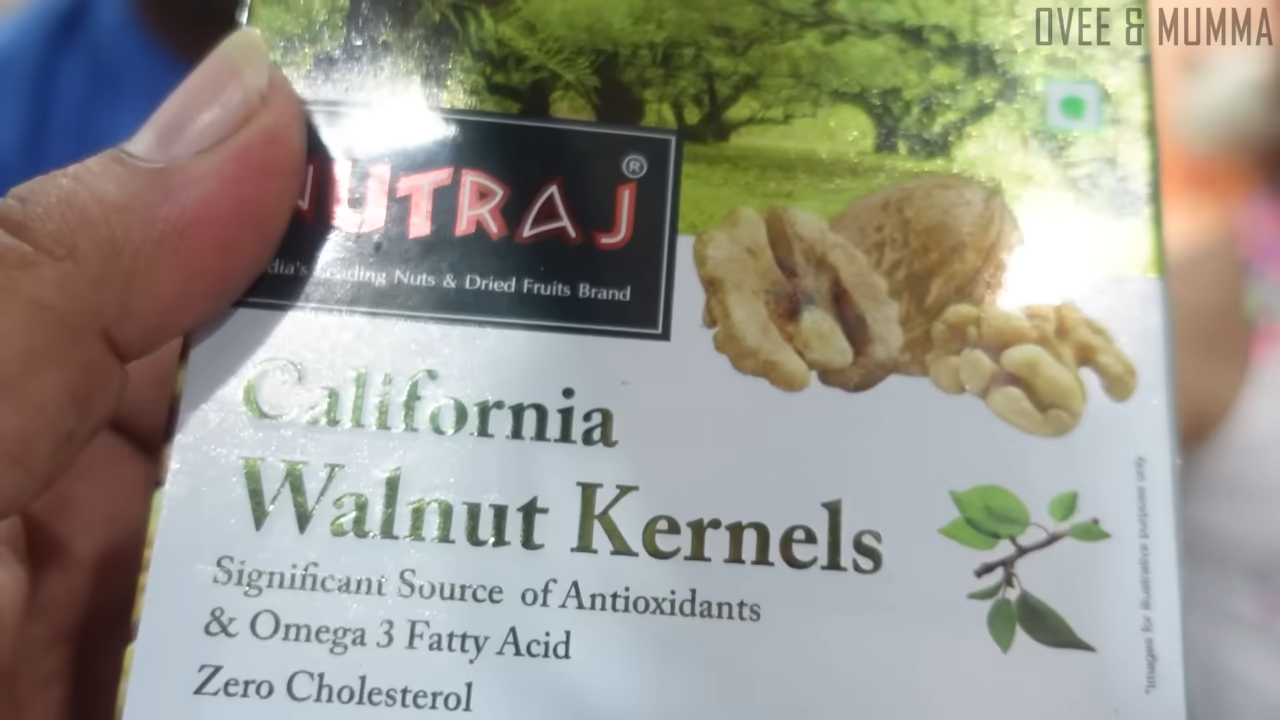 OVEE & MUMMA
NUTRAJ®
dia's Leading Nuts & Dried Fruits Brand
California
Walnut Kernels
Significant Source of Antioxidants
& Omega 3 Fatty Acid
Zero Cholesterol
*Images for illustrative purpose only